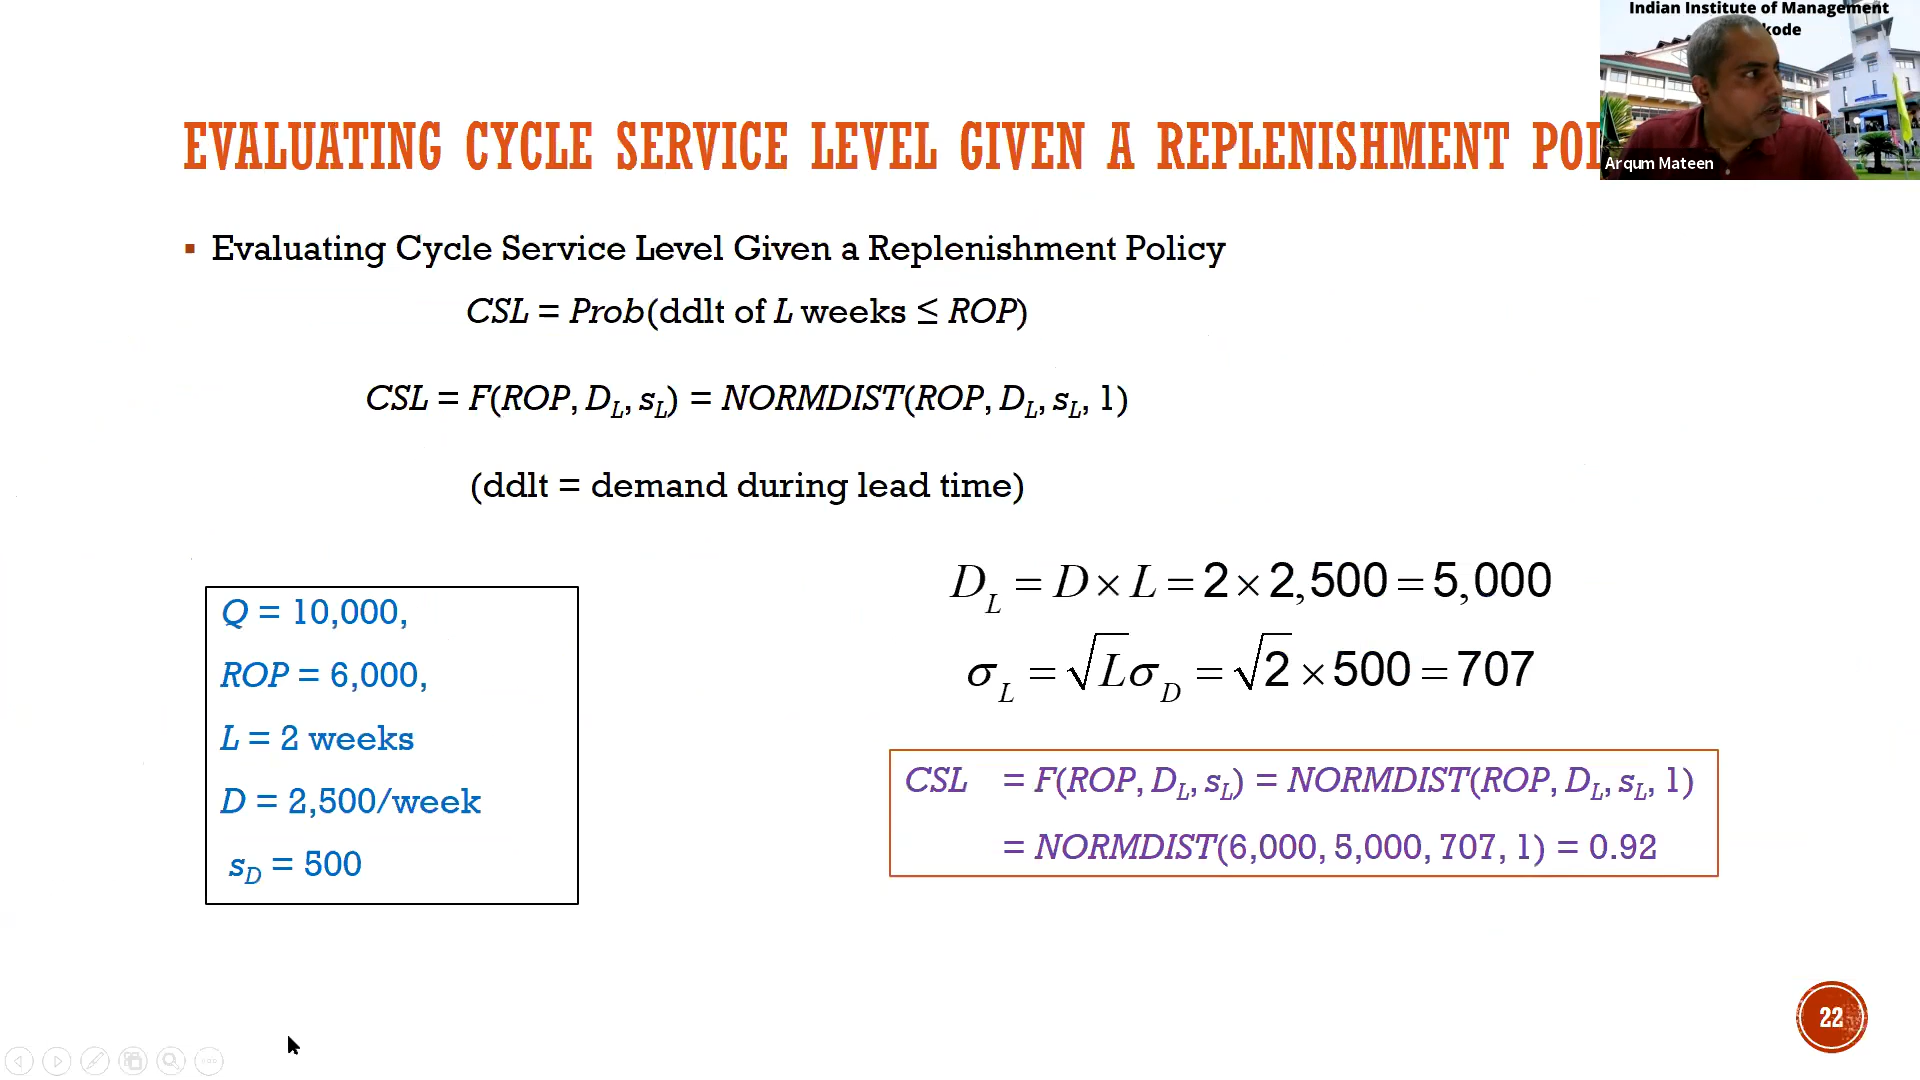 Indian Institute of Management
kode
Arqum Mateen
EVALUATING CYCLE SERVICE LEVEL GIVEN A REPLENISHMENT POL
▪ Evaluating Cycle Service Level Given a Replenishment Policy
CSL = Prob(ddlt of L weeks ≤ ROP)
CSL = F(ROP, D_L, s_L) = NORMDIST(ROP, D_L, s_L, 1)
(ddlt = demand during lead time)
Q = 10,000,
ROP = 6,000,
L = 2 weeks
D = 2,500/week
s_D = 500
D_L = D × L = 2 × 2,500 = 5,000
σ_L = √L σ_D = √2 × 500 = 707
CSL = F(ROP, D_L, s_L) = NORMDIST(ROP, D_L, s_L, 1)
= NORMDIST(6,000, 5,000, 707, 1) = 0.92
22